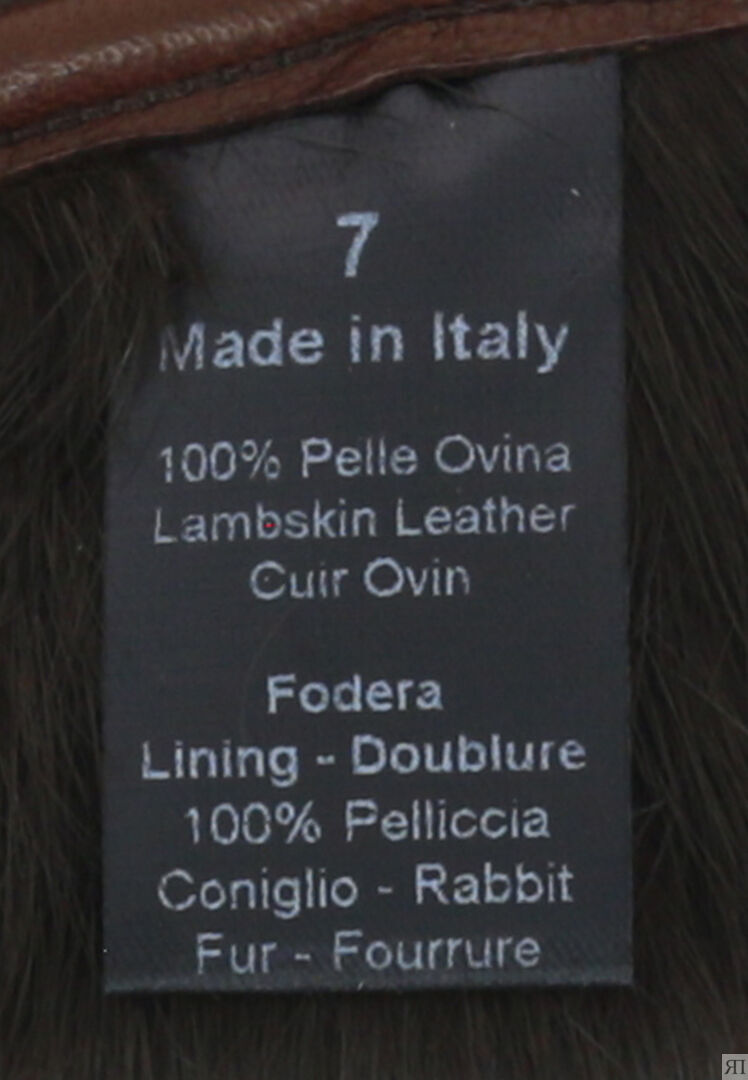 7
Made in Italy
100% Pelle Ovina
Lambskin Leather
Cuir Ovin
Fodera
Lining - Doublure
100% Pelliccia
Coniglio - Rabbit
Fur - Fourrure
ЯП